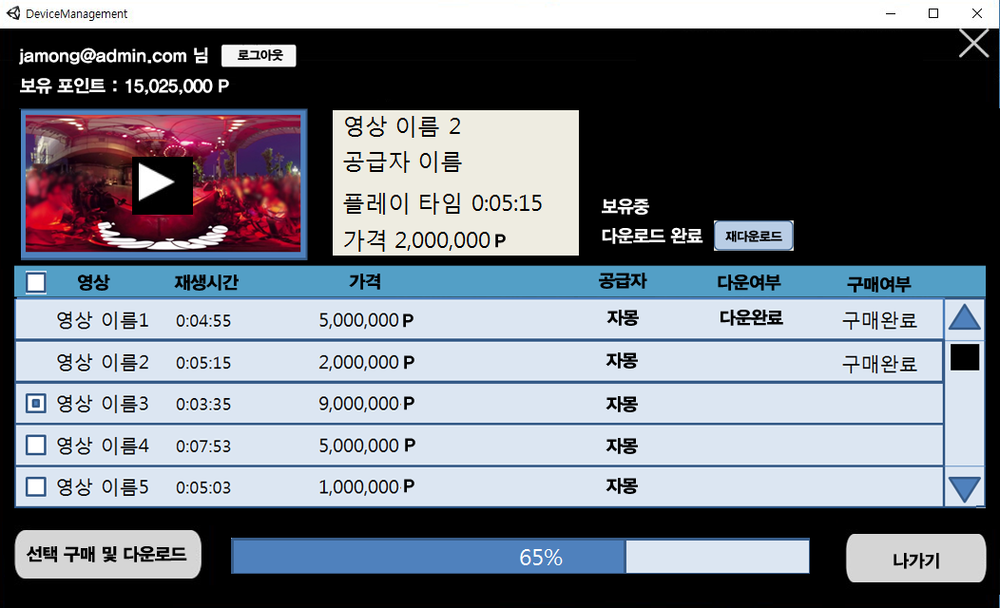 DeviceManagement
jamong@admin.com 님 로그아웃
보유 포인트 : 15,025,000 P
영상 이름 2
공급자 이름
플레이 타임 0:05:15
가격 2,000,000 P
보유중
다운로드 완료 재다운로드
영상 재생시간 가격 공급자 다운여부 구매여부
영상 이름1 0:04:55 5,000,000 P 자몽 다운완료 구매완료
영상 이름2 0:05:15 2,000,000 P 자몽 구매완료
영상 이름3 0:03:35 9,000,000 P 자몽
영상 이름4 0:07:53 5,000,000 P 자몽
영상 이름5 0:05:03 1,000,000 P 자몽
선택 구매 및 다운로드 65% 나가기